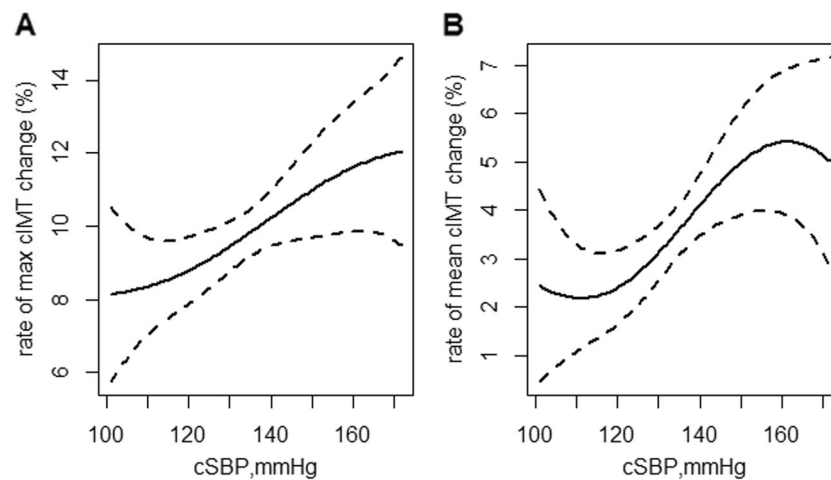 A
rate of max cIMT change (%)
14
12
10
8
6
100 120 140 160
cSBP,mmHg
B
rate of mean cIMT change (%)
7
6
5
4
3
2
1
100 120 140 160
cSBP,mmHg